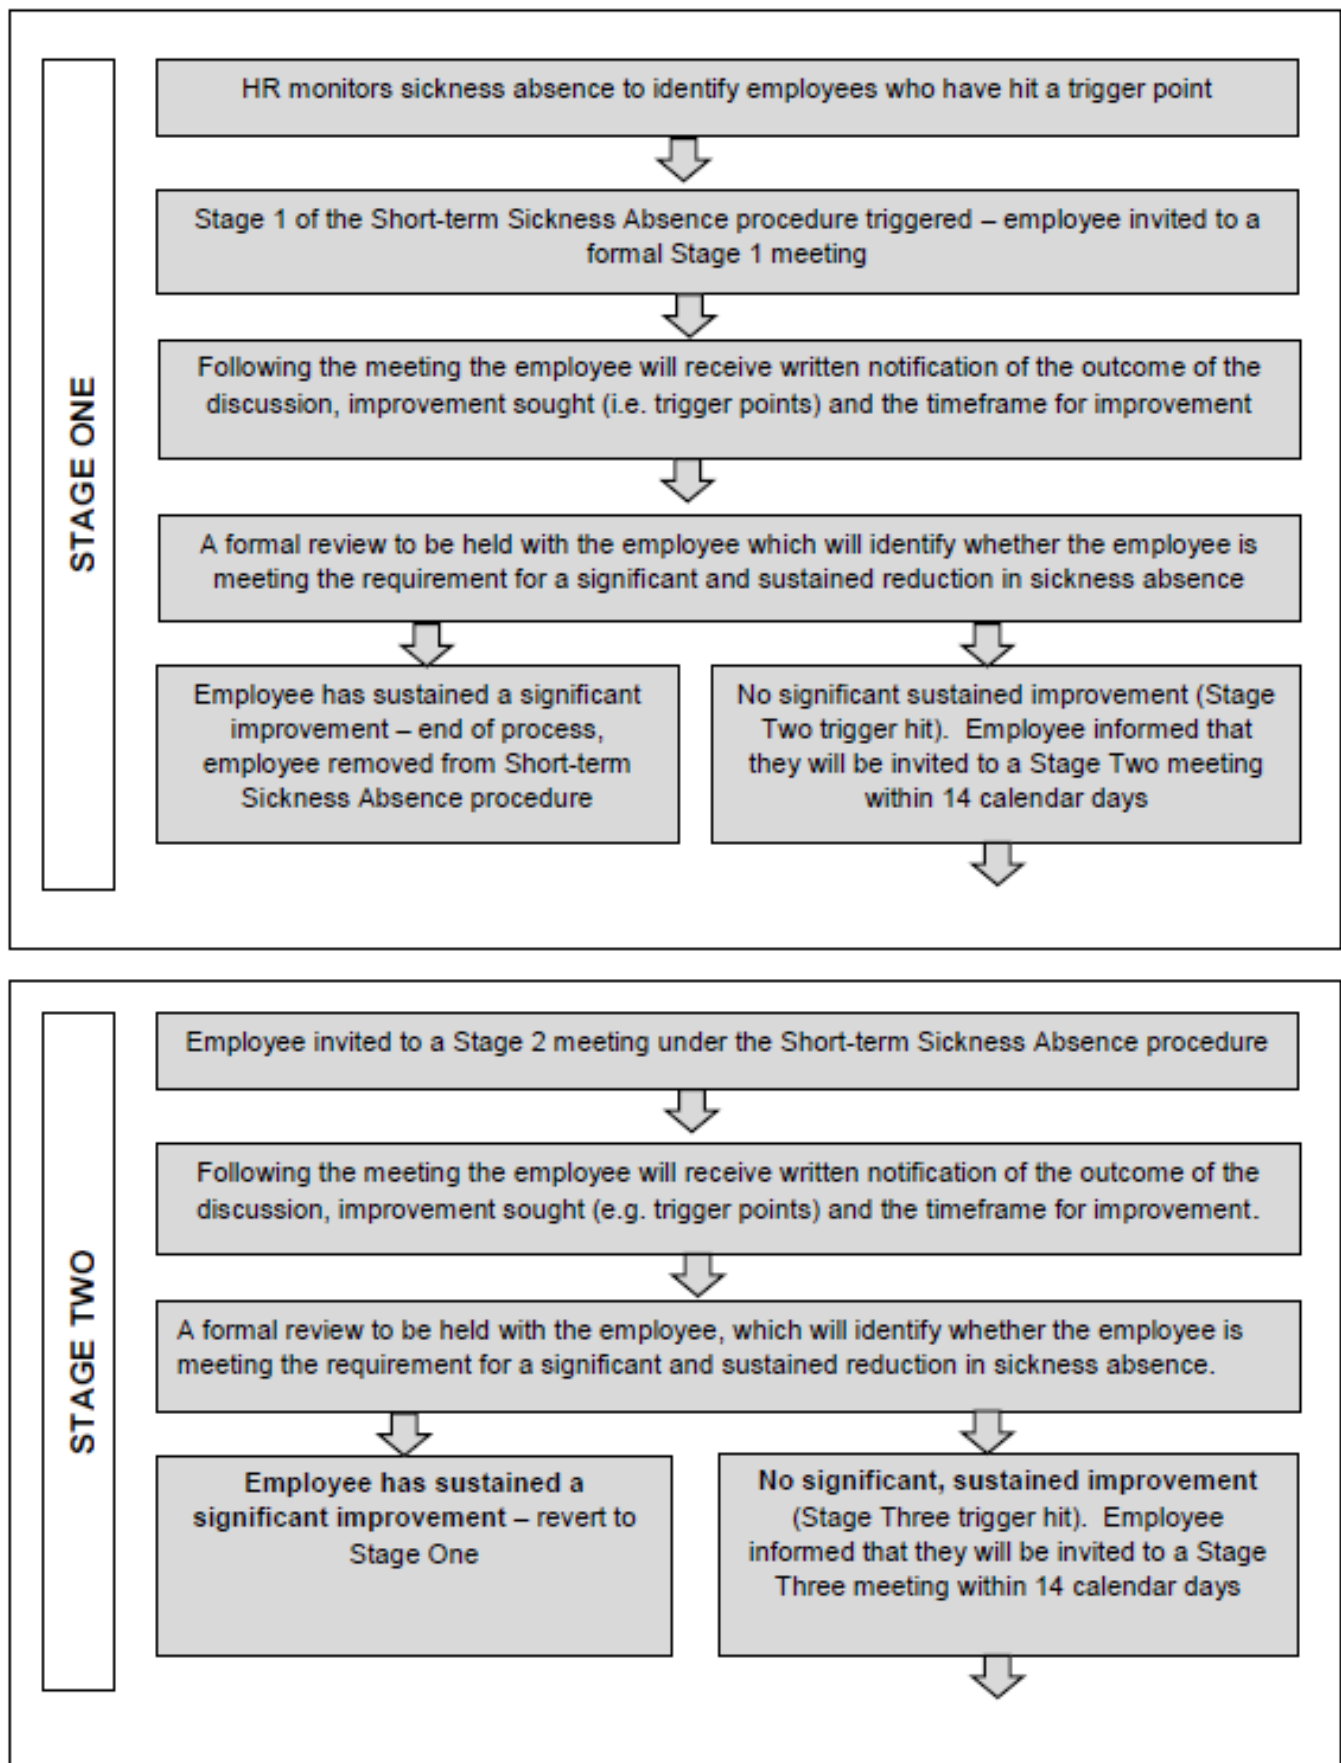 STAGE ONE
HR monitors sickness absence to identify employees who have hit a trigger point
Stage 1 of the Short-term Sickness Absence procedure triggered – employee invited to a
formal Stage 1 meeting
Following the meeting the employee will receive written notification of the outcome of the
discussion, improvement sought (i.e. trigger points) and the timeframe for improvement
A formal review to be held with the employee which will identify whether the employee is
meeting the requirement for a significant and sustained reduction in sickness absence
Employee has sustained a significant
improvement – end of process,
employee removed from Short-term
Sickness Absence procedure
No significant sustained improvement (Stage
Two trigger hit).  Employee informed that
they will be invited to a Stage Two meeting
within 14 calendar days
STAGE TWO
Employee invited to a Stage 2 meeting under the Short-term Sickness Absence procedure
Following the meeting the employee will receive written notification of the outcome of the
discussion, improvement sought (e.g. trigger points) and the timeframe for improvement.
A formal review to be held with the employee, which will identify whether the employee is
meeting the requirement for a significant and sustained reduction in sickness absence.
Employee has sustained a
significant improvement – revert to
Stage One
No significant, sustained improvement
(Stage Three trigger hit).  Employee
informed that they will be invited to a Stage
Three meeting within 14 calendar days